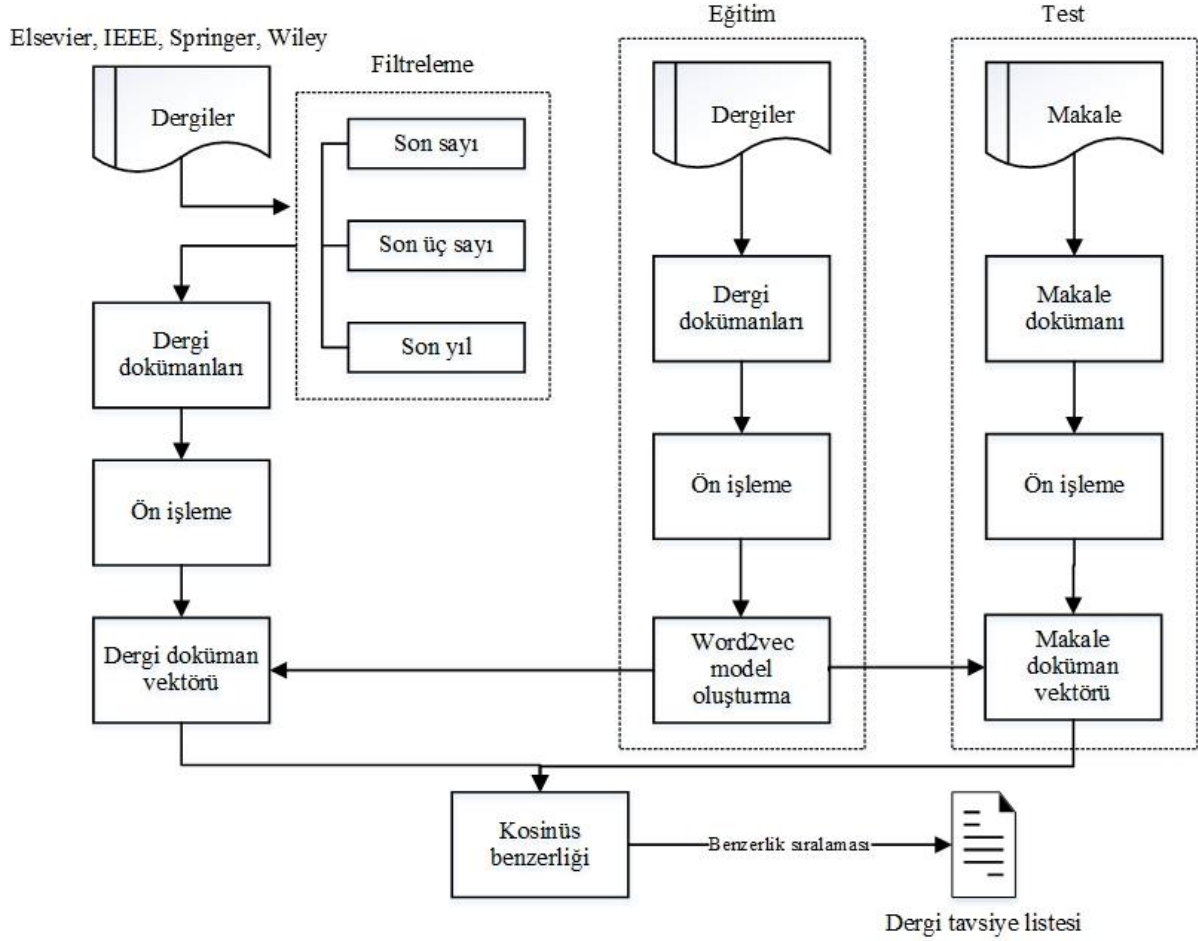 Elsevier, IEEE, Springer, Wiley
Dergiler
Filtreleme
Son sayı
Son üç sayı
Son yıl
Dergi
dokümanları
Ön işleme
Dergi doküman
vektörü
Eğitim
Dergiler
Dergi
dokümanları
Ön işleme
Word2vec
model
oluşturma
Test
Makale
Makale
dokümanı
Ön işleme
Makale
doküman
vektörü
Kosinüs
benzerliği
Benzerlik sıralaması
Dergi tavsiye listesi